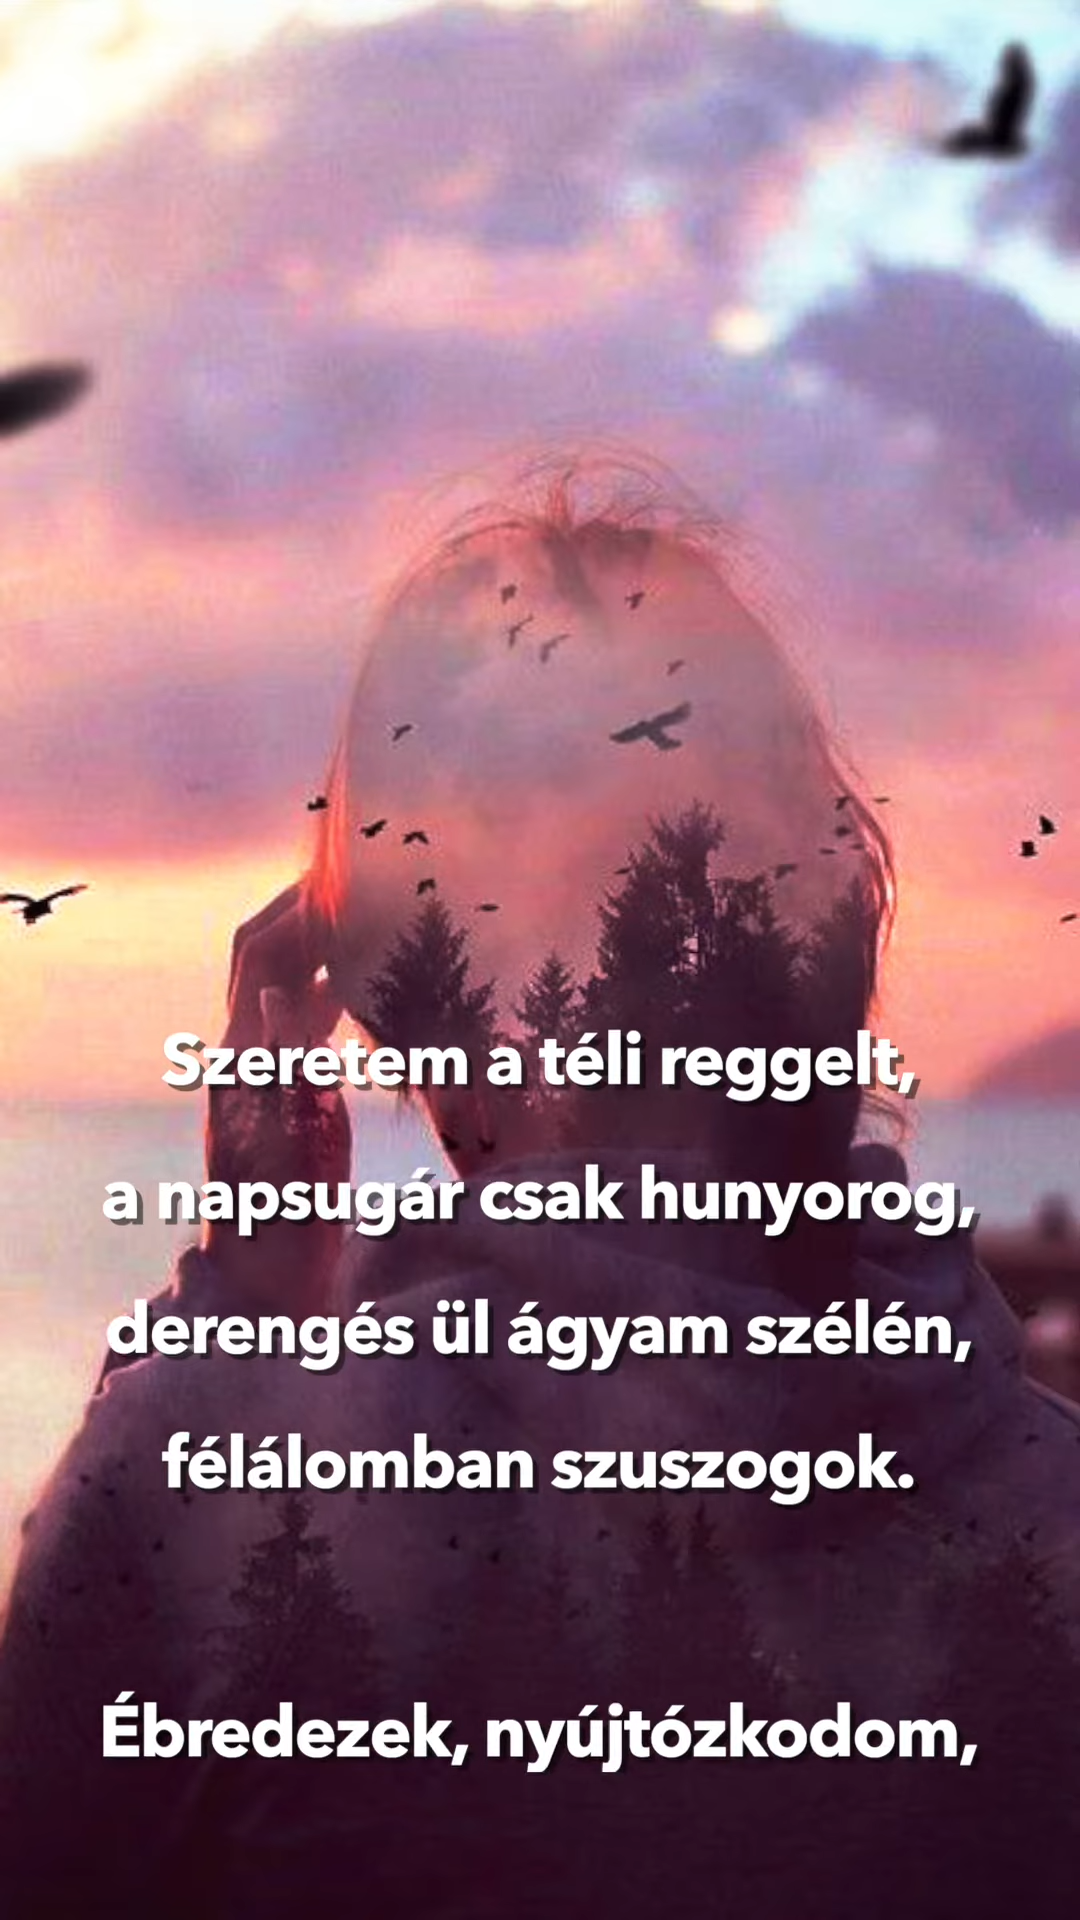 Szeretem a téli reggelt,
a napsugár csak hunyorog,
derengés ül ágyam szélén,
félálomban szuszogok.
Ébredezek, nyújtózkodom,